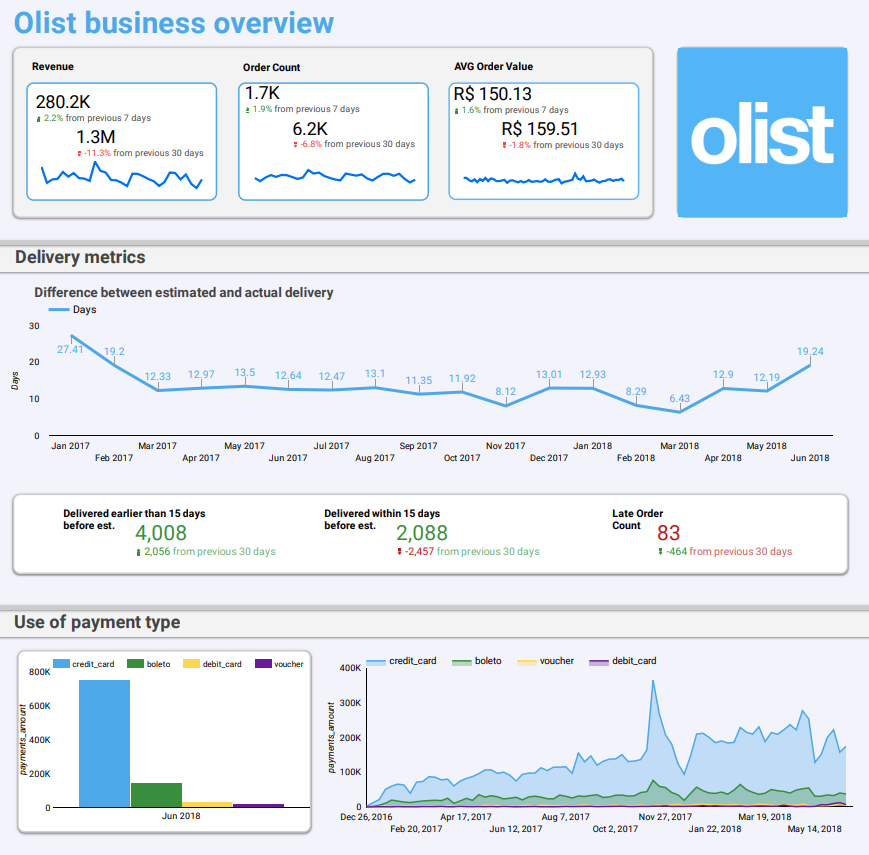 Olist business overview
Revenue
280.2K
2.2% from previous 7 days
1.3M
-11.3% from previous 30 days
Order Count
1.7K
1.9% from previous 7 days
6.2K
-6.8% from previous 30 days
AVG Order Value
R$ 150.13
1.6% from previous 7 days
R$ 159.51
-1.8% from previous 30 days
olist
Delivery metrics
Difference between estimated and actual delivery
Days
Days
30
20
10
0
27.41
19.2
12.33
12.97
13.5
12.64
12.47
13.1
11.35
11.92
8.12
13.01
12.93
8.29
6.43
12.9
12.19
19.24
Jan 2017
Feb 2017
Mar 2017
Apr 2017
May 2017
Jun 2017
Jul 2017
Aug 2017
Sep 2017
Oct 2017
Nov 2017
Dec 2017
Jan 2018
Feb 2018
Mar 2018
Apr 2018
May 2018
Jun 2018
Delivered earlier than 15 days
before est.
4,008
2,056 from previous 30 days
Delivered within 15 days
before est.
2,088
-2,457 from previous 30 days
Late Order
Count
83
-464 from previous 30 days
Use of payment type
credit_card boleto debit_card voucher
payments_amount
800K
600K
400K
200K
0
Jun 2018
credit_card boleto voucher debit_card
payments_amount
400K
300K
200K
100K
0
Dec 26, 2016
Feb 20, 2017
Apr 17, 2017
Jun 12, 2017
Aug 7, 2017
Oct 2, 2017
Nov 27, 2017
Jan 22, 2018
Mar 19, 2018
May 14, 2018